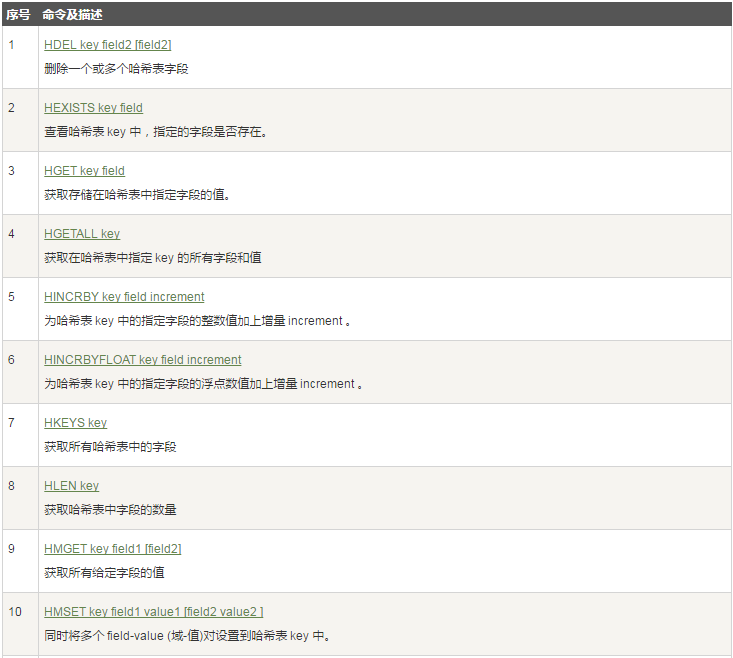 序号 命令及描述
1 HDEL key field2 [field2]
删除一个或多个哈希表字段
2 HEXISTS key field
查看哈希表 key 中，指定的字段是否存在。
3 HGET key field
获取存储在哈希表中指定字段的值。
4 HGETALL key
获取在哈希表中指定 key 的所有字段和值
5 HINCRBY key field increment
为哈希表 key 中的指定字段的整数值加上增量 increment 。
6 HINCRBYFLOAT key field increment
为哈希表 key 中的指定字段的浮点数值加上增量 increment 。
7 HKEYS key
获取所有哈希表中的字段
8 HLEN key
获取哈希表中字段的数量
9 HMGET key field1 [field2]
获取所有给定字段的值
10 HMSET key field1 value1 [field2 value2 ]
同时将多个 field-value (域-值)对设置到哈希表 key 中。